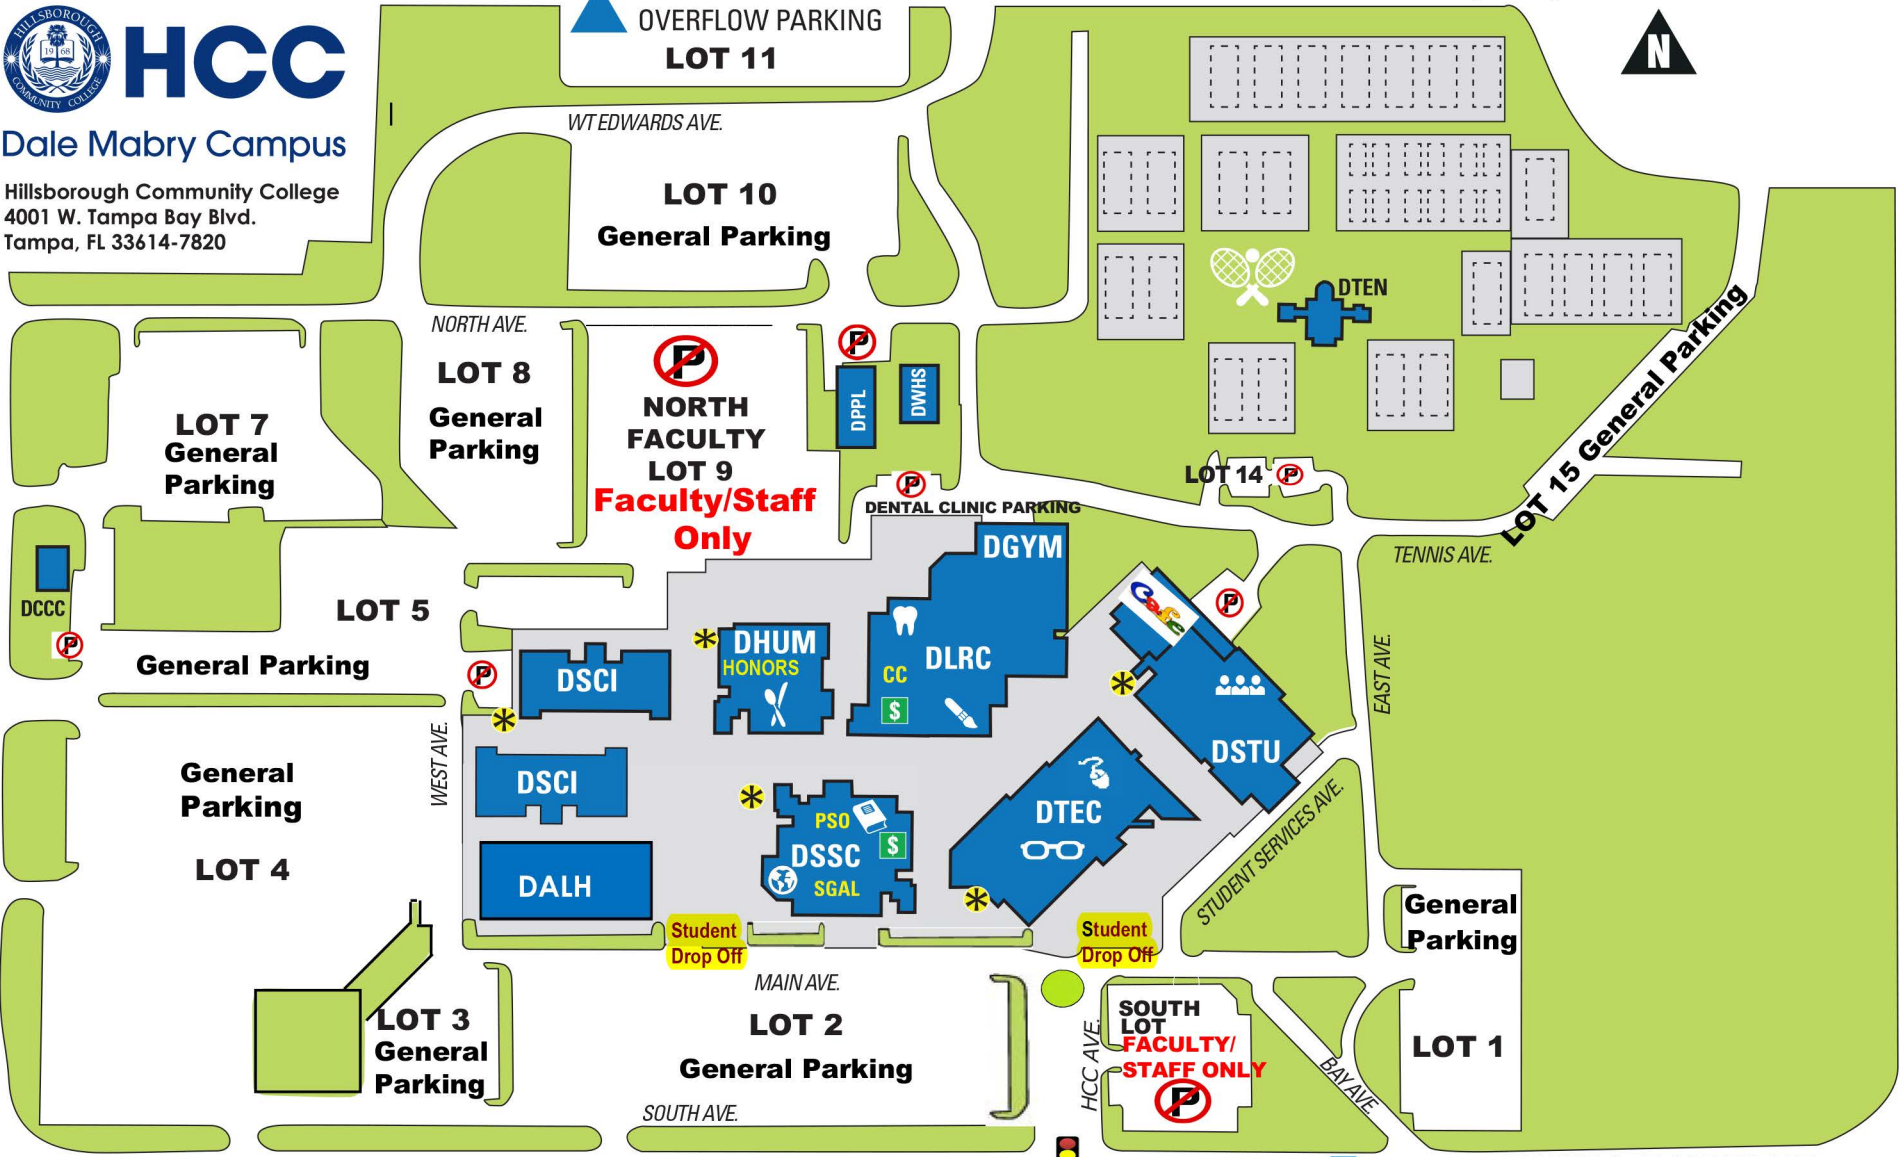 HILLSBOROUGH
COMMUNITY COLLEGE
1968
HCC
Dale Mabry Campus
Hillsborough Community College
4001 W. Tampa Bay Blvd.
Tampa, FL 33614-7820
OVERFLOW PARKING
LOT 11
N
WT EDWARDS AVE.
LOT 10
General Parking
DTEN
NORTH AVE.
LOT 8
General
Parking
P
NORTH
FACULTY
LOT 9
Faculty/Staff
Only
P
DPPL
DWHS
LOT 7
General
Parking
LOT 15 General Parking
LOT 14
P
P
DENTAL CLINIC PARKING
TENNIS AVE.
DGYM
DCCC
P
LOT 5
General Parking
P
DSCI
*
DHUM
HONORS
DLRC
CC
$
Cafe
P
*
DSTU
EAST AVE.
*
WEST AVE.
General
Parking
LOT 4
DSCI
DALH
*
PSO
DSSC
$
SGAL
DTEC
*
STUDENT SERVICES AVE.
General
Parking
Student
Drop Off
Student
Drop Off
MAIN AVE.
LOT 3
General
Parking
LOT 2
General Parking
SOUTH AVE.
HCC AVE.
SOUTH
LOT
FACULTY/
STAFF ONLY
P
BAY AVE.
LOT 1